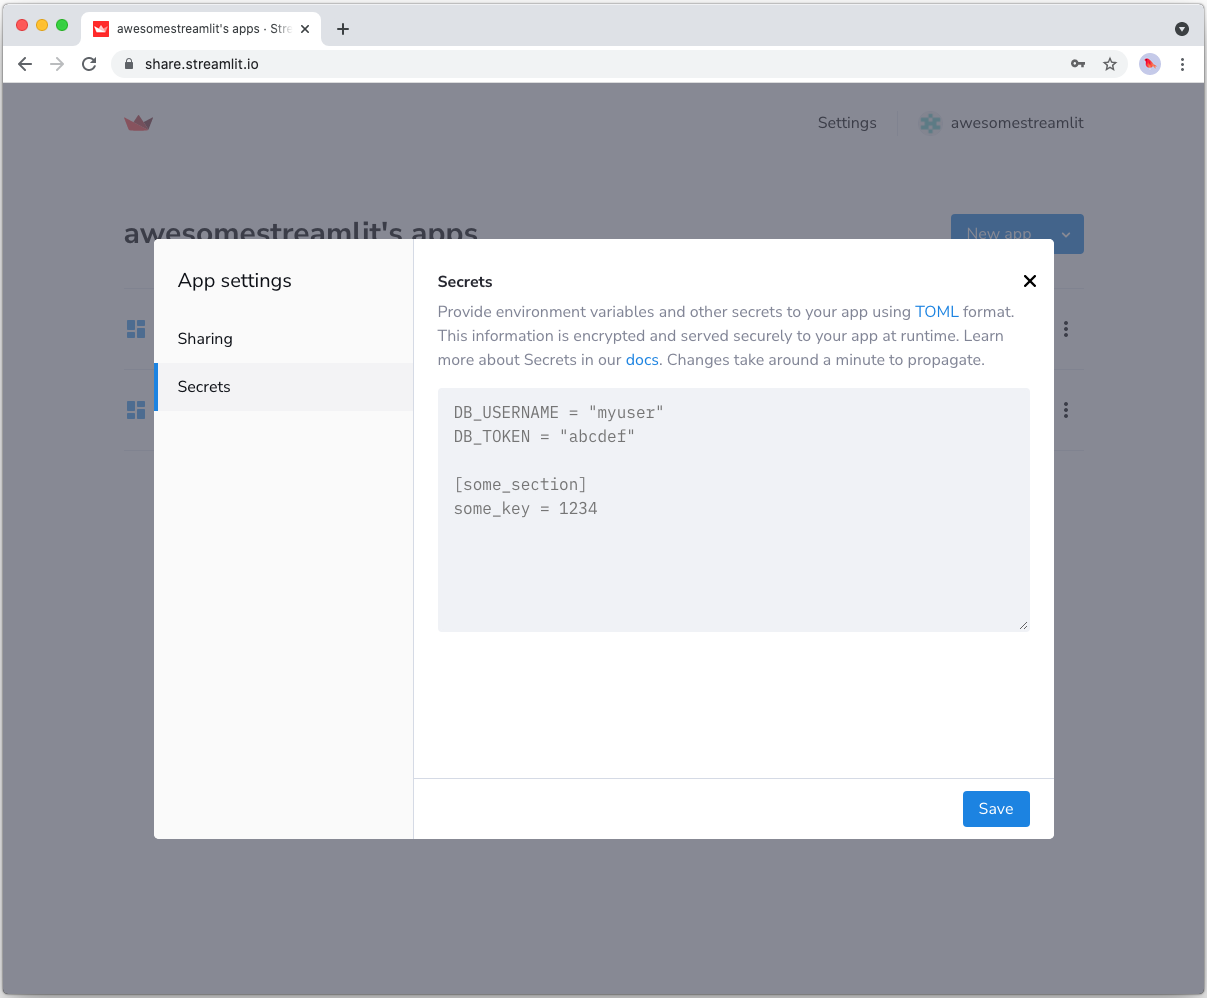 awesomestreamlit's apps · Stre
share.streamlit.io
Settings
awesomestreamlit
awesomestreamlit's apps
New app
App settings
Sharing
Secrets
Secrets
Provide environment variables and other secrets to your app using TOML format.
This information is encrypted and served securely to your app at runtime. Learn
more about Secrets in our docs. Changes take around a minute to propagate.
DB_USERNAME = "myuser"
DB_TOKEN = "abcdef"
[some_section]
some_key = 1234
Save